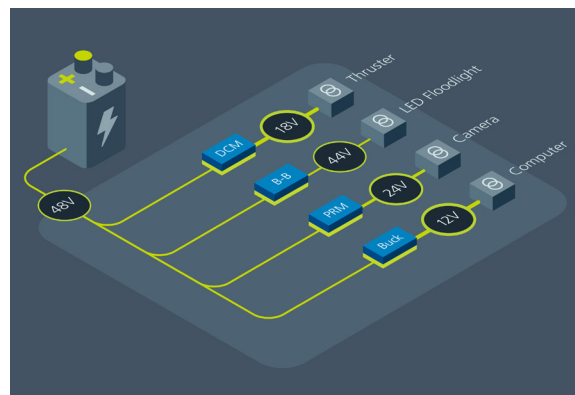 Thruster
LED Floodlight
Camera
Computer
48V
DCM
18V
B-B
44V
PRM
24V
Buck
12V